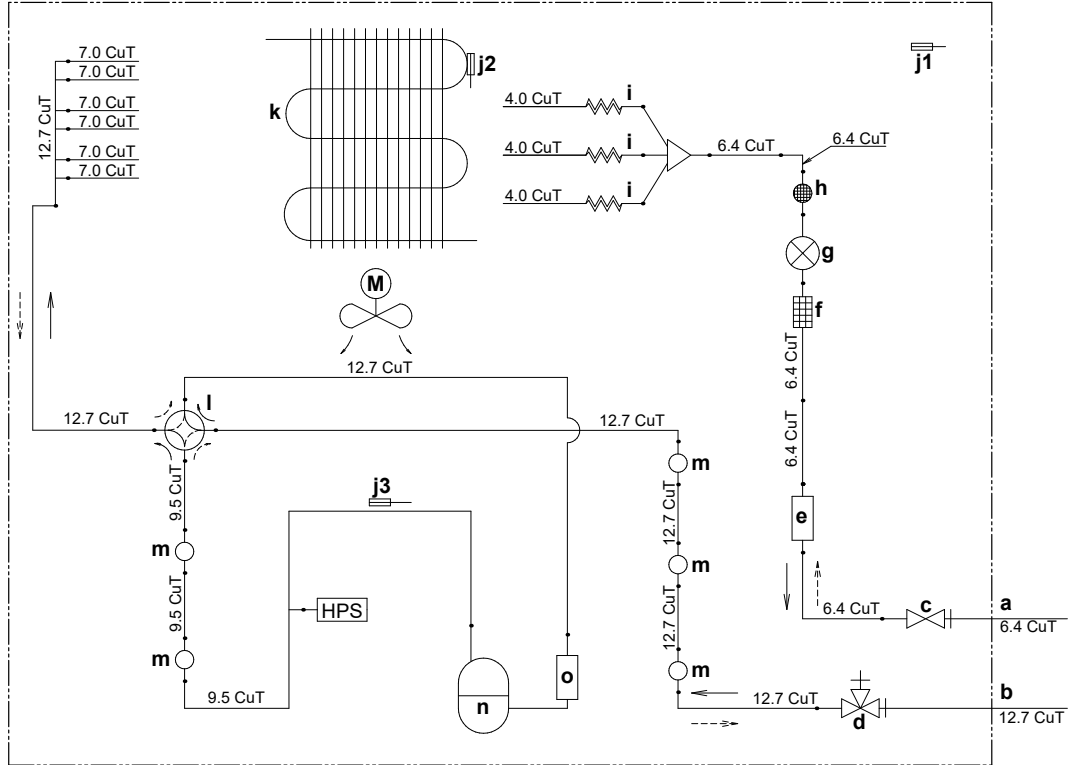 7.0 CuT
7.0 CuT
7.0 CuT
7.0 CuT
7.0 CuT
7.0 CuT
12.7 CuT
k
j2
j1
4.0 CuT
i
4.0 CuT
i
4.0 CuT
i
6.4 CuT
6.4 CuT
h
g
f
M
12.7 CuT
6.4 CuT
l
12.7 CuT
12.7 CuT
6.4 CuT
m
9.5 CuT
j3
12.7 CuT
e
m
m
9.5 CuT
HPS
12.7 CuT
6.4 CuT
c
a
6.4 CuT
m
m
9.5 CuT
n
o
12.7 CuT
d
b
12.7 CuT